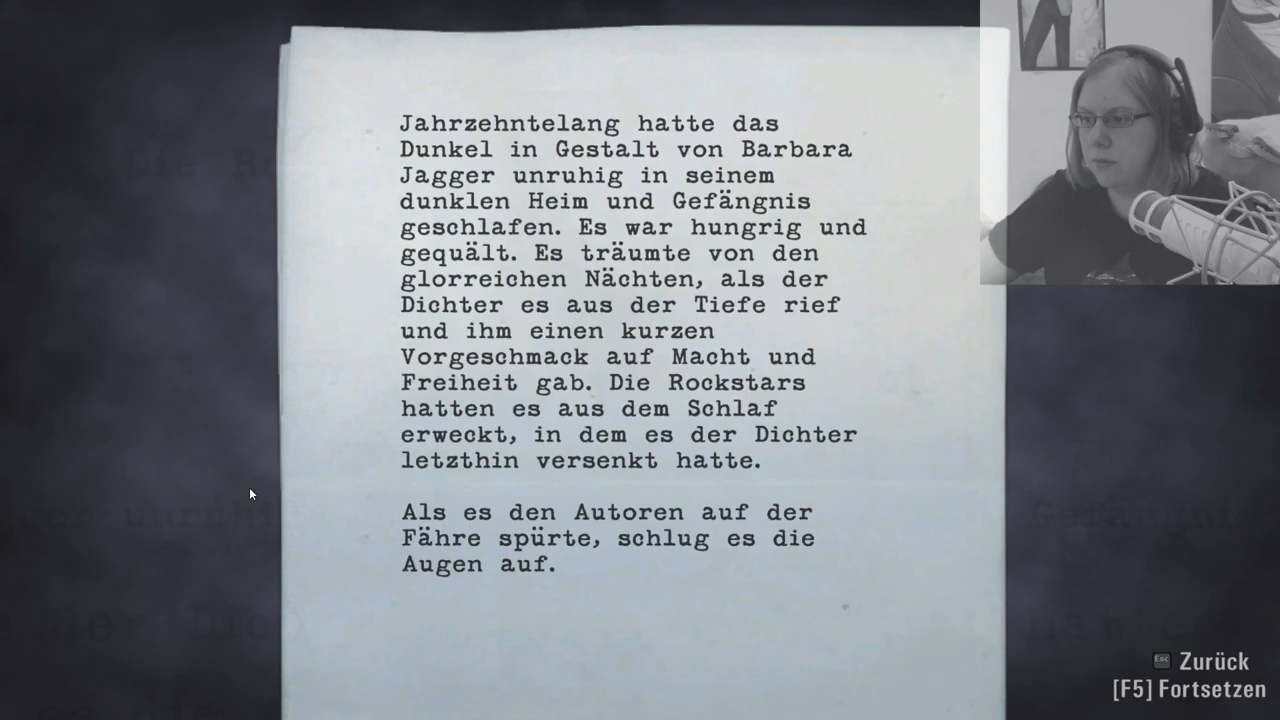 Jahrzehntelang hatte das
Dunkel in Gestalt von Barbara
Jagger unruhig in seinem
dunklen Heim und Gefängnis
geschlafen. Es war hungrig und
gequält. Es träumte von den
glorreichen Nächten, als der
Dichter es aus der Tiefe rief
und ihm einen kurzen
Vorgeschmack auf Macht und
Freiheit gab. Die Rockstars
hatten es aus dem Schlaf
erweckt, in dem es der Dichter
letzthin versenkt hatte.
Als es den Autoren auf der
Fähre spürte, schlug es die
Augen auf.
Esc Zurück
[F5] Fortsetzen